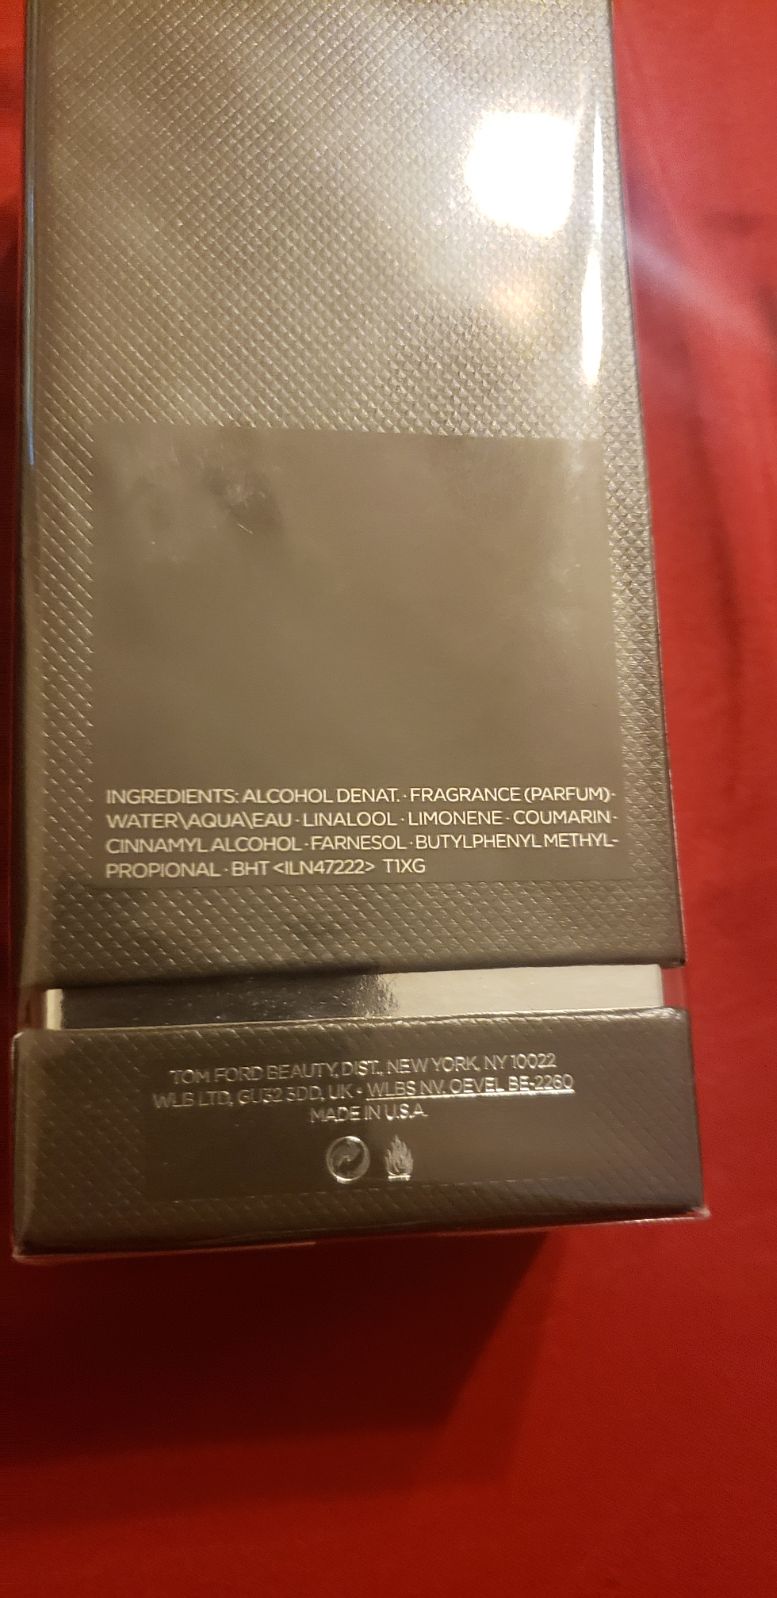 INGREDIENTS: ALCOHOL DENAT. · FRAGRANCE (PARFUM) ·
WATER\AQUA\EAU · LINALOOL · LIMONENE · COUMARIN ·
CINNAMYL ALCOHOL · FARNESOL · BUTYLPHENYL METHYL-
PROPIONAL · BHT <ILN47222> T1XG
TOM FORD BEAUTY, DIST., NEW YORK, NY 10022
WLB LTD, GU32 3DD, UK • WLBS NV. OEVEL BE-2260
MADE IN U.S.A.